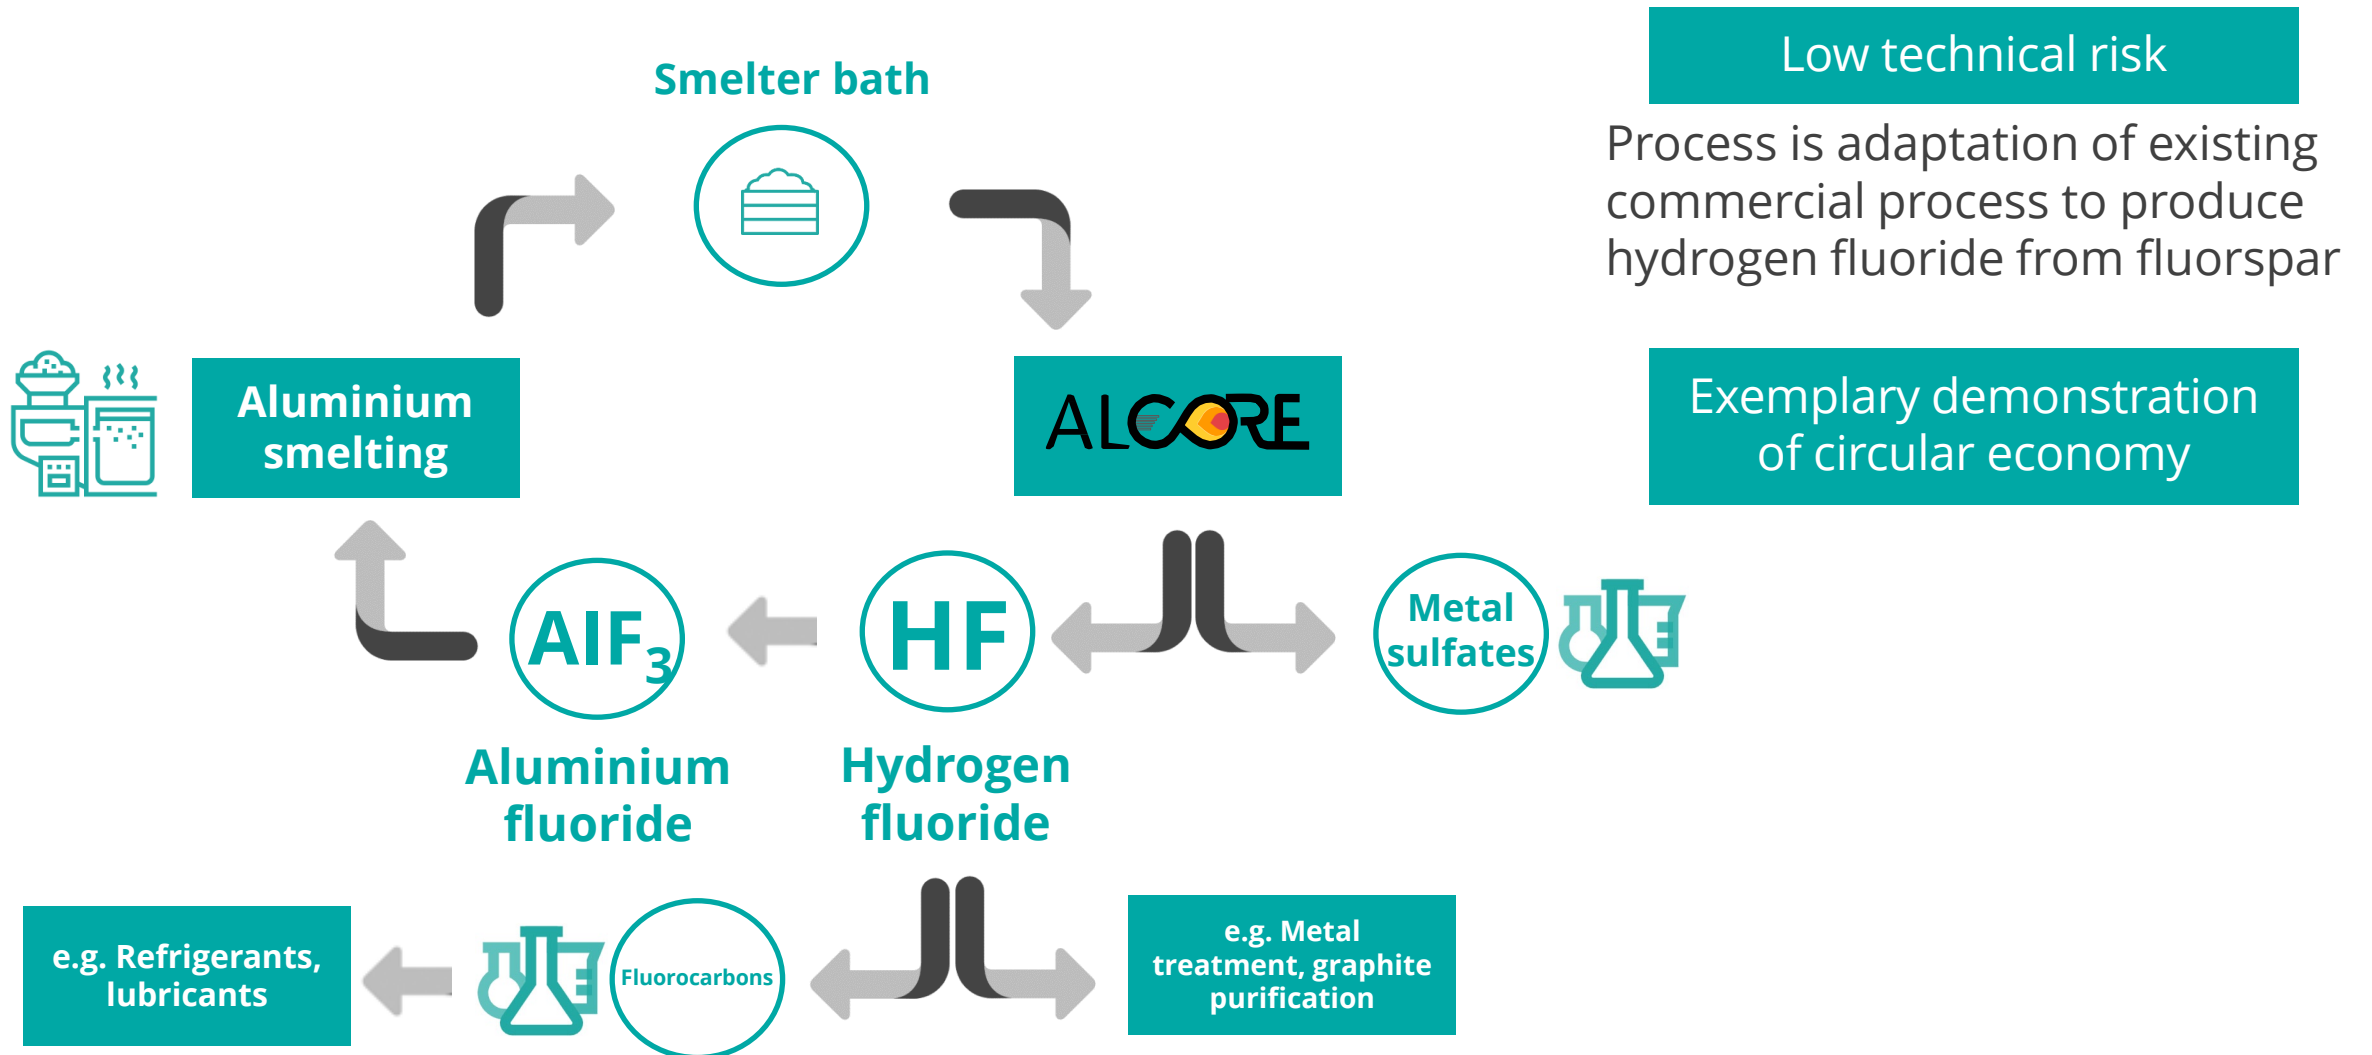 Smelter bath
Low technical risk
Process is adaptation of existing
commercial process to produce
hydrogen fluoride from fluorspar
Aluminium
smelting
ALCORE
Exemplary demonstration
of circular economy
AlF₃
HF
Metal
sulfates
Aluminium
fluoride
Hydrogen
fluoride
e.g. Refrigerants,
lubricants
Fluorocarbons
e.g. Metal
treatment, graphite
purification